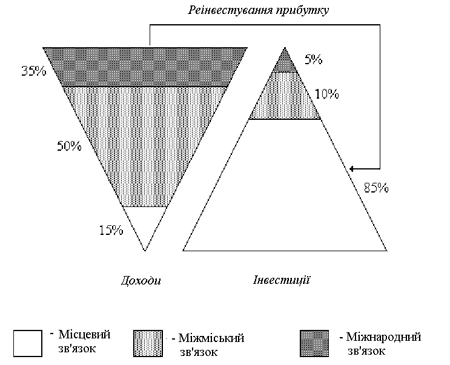 Реінвестування прибутку
35%
5%
10%
50%
85%
15%
Доходи
Інвестиції
- Місцевий зв'язок
- Міжміський зв'язок
- Міжнародний зв'язок